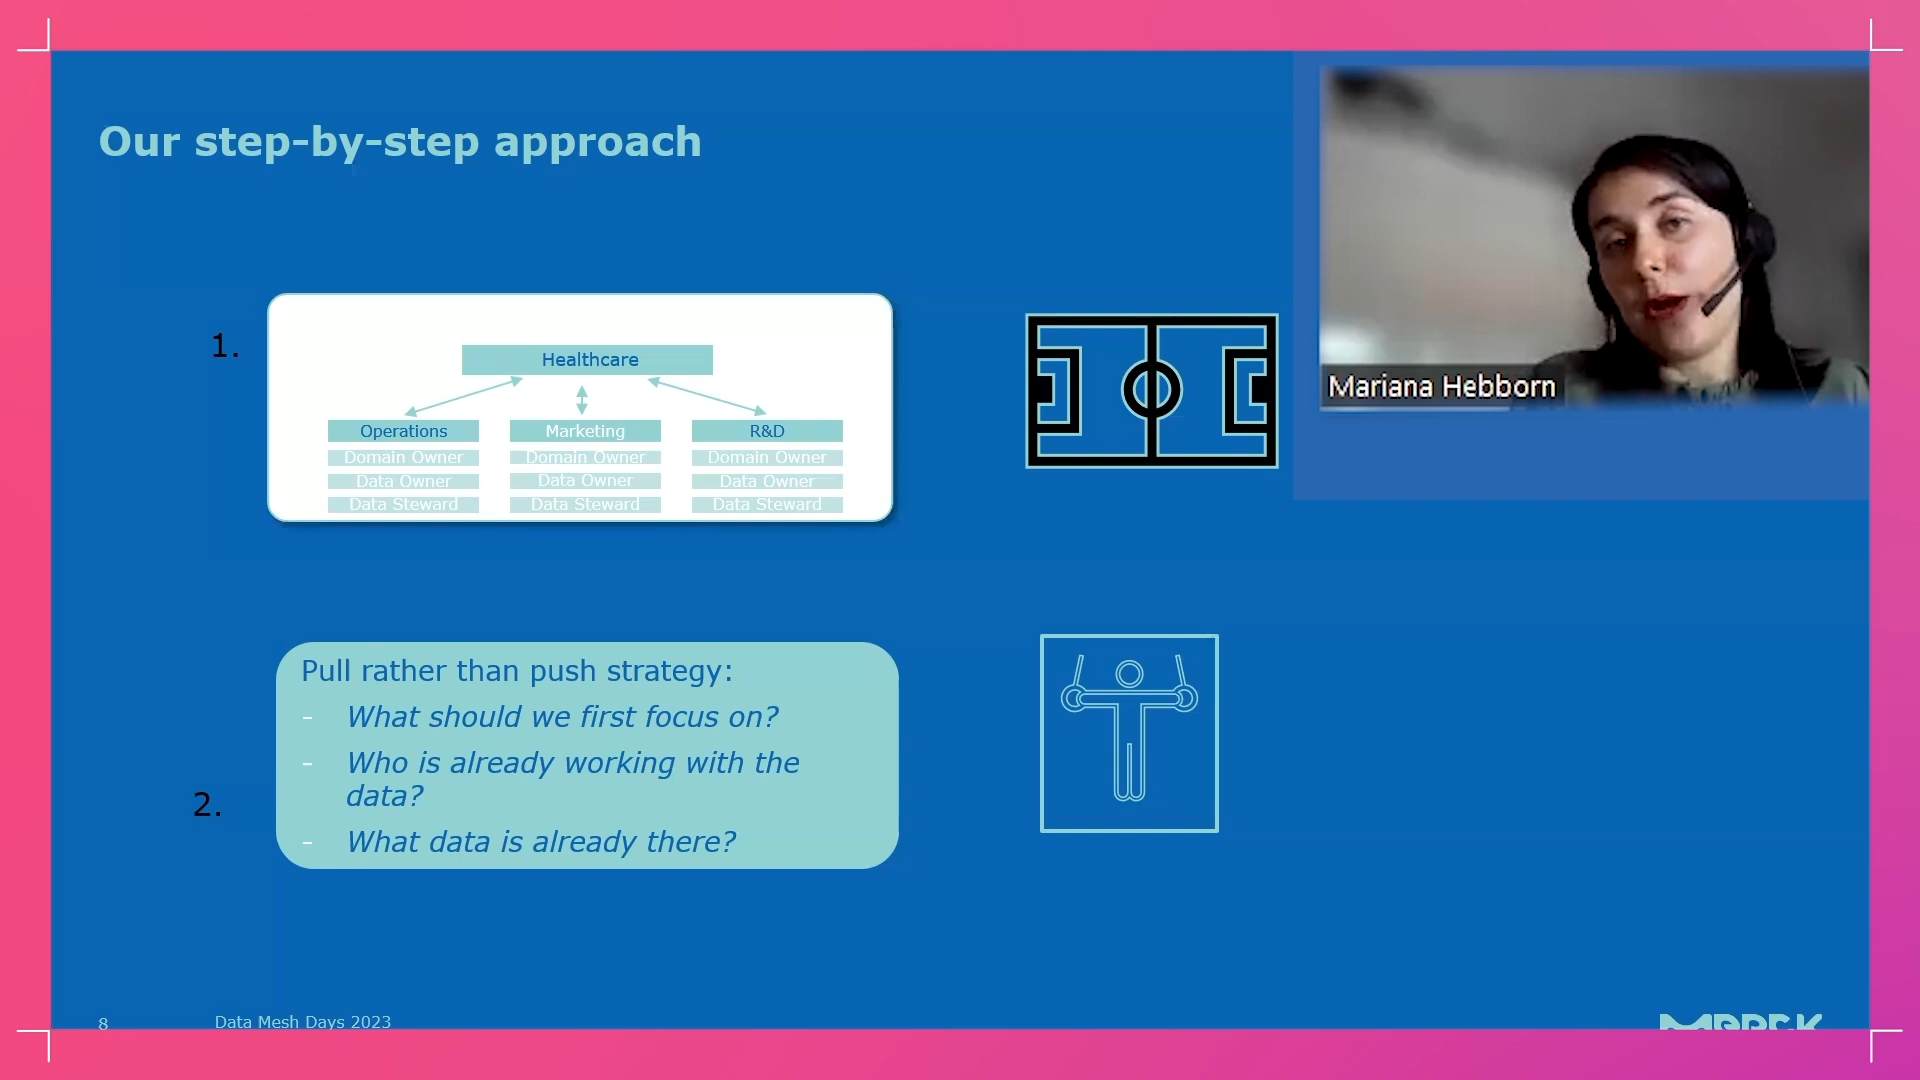 Our step-by-step approach
Mariana Hebborn
1.
Healthcare
Operations
Domain Owner
Data Owner
Data Steward
Marketing
Domain Owner
Data Owner
Data Steward
R&D
Domain Owner
Data Owner
Data Steward
2.
Pull rather than push strategy:
- What should we first focus on?
- Who is already working with the
data?
- What data is already there?
8
Data Mesh Days 2023
MERCK